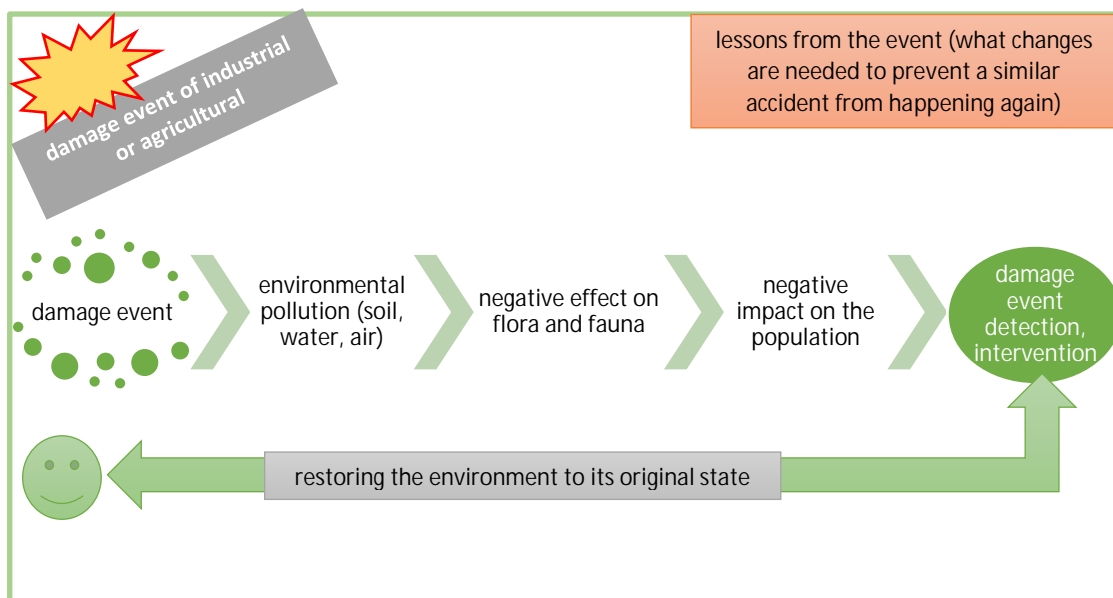 damage event of industrial
or agricultural
lessons from the event (what changes
are needed to prevent a similar
accident from happening again)
damage event
environmental
pollution (soil,
water, air)
negative effect on
flora and fauna
negative
impact on the
population
damage
event
detection,
intervention
restoring the environment to its original state